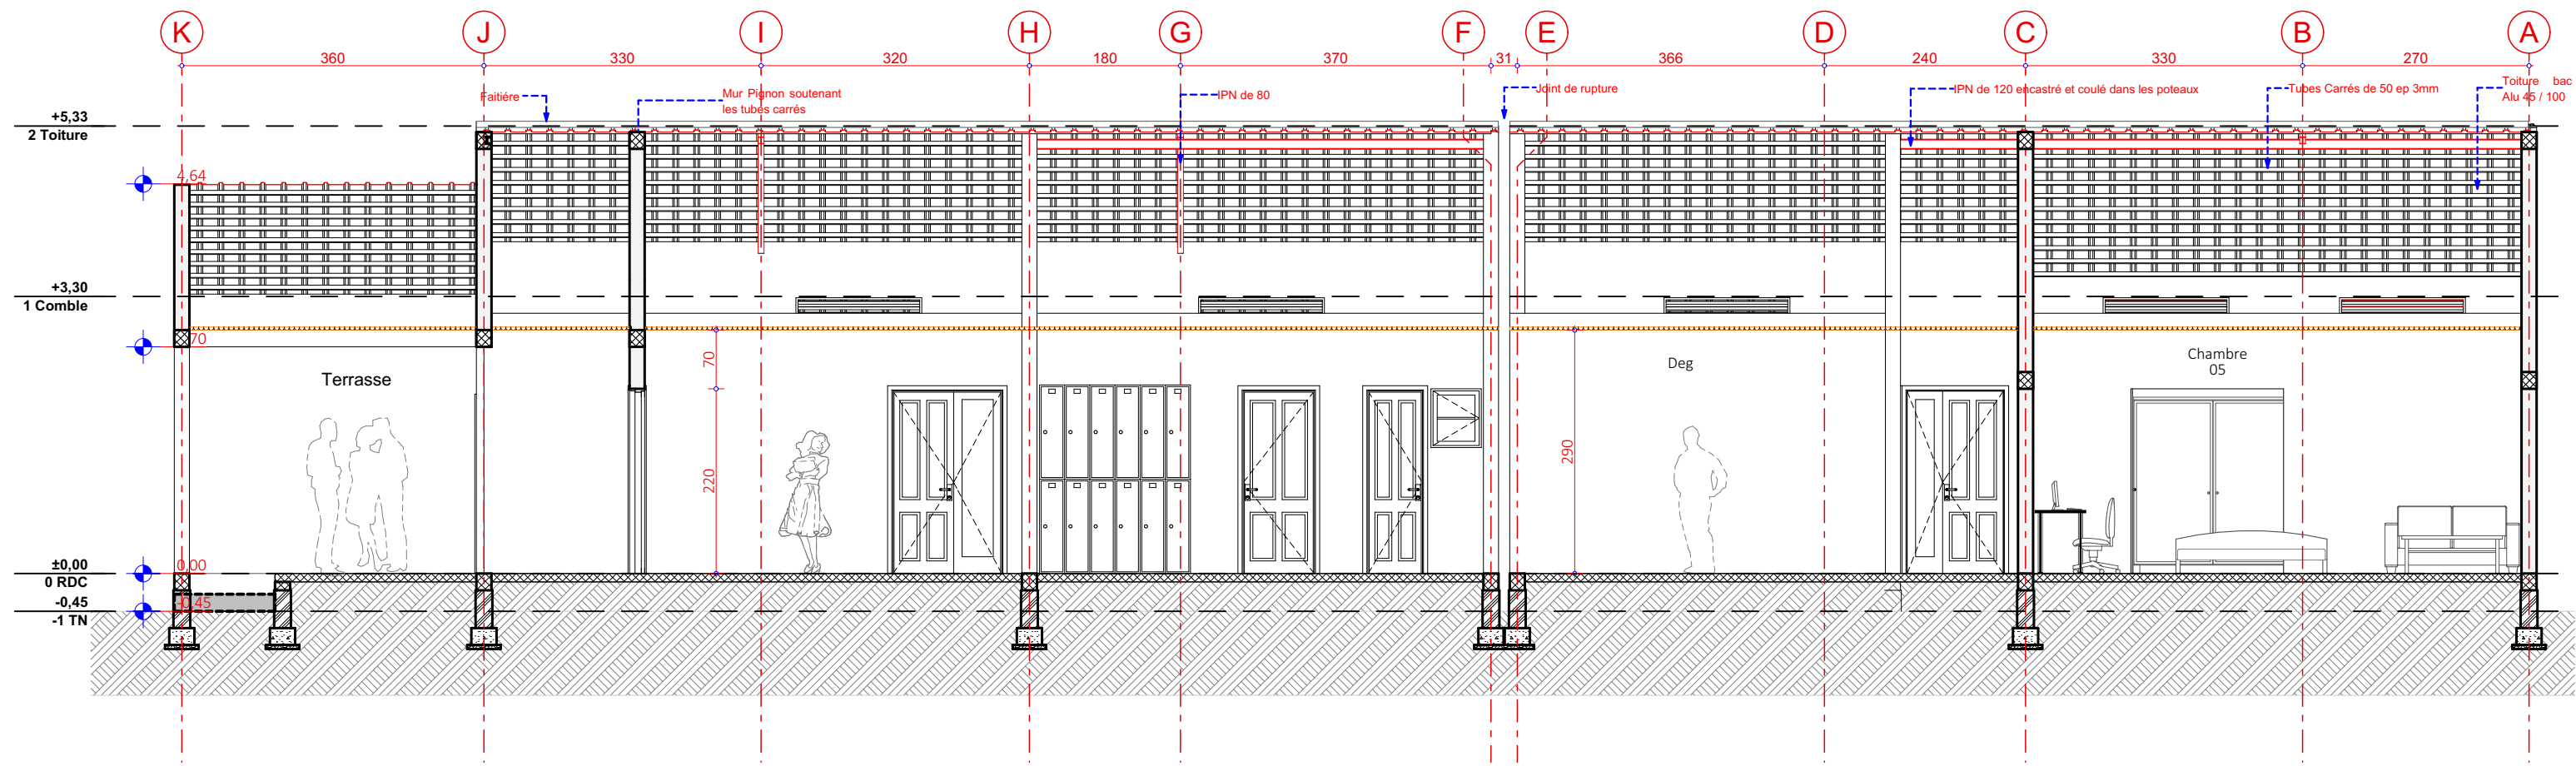 K J I H G F E D C B A
360 330 320 180 370 31 366 240 330 270
Faitiére
Mur Pignon soutenant
les tubes carrés
IPN de 80
Joint de rupture
IPN de 120 encastré et coulé dans les poteaux
Tubes Carrés de 50 ep 3mm
Toiture bac
Alu 45 / 100
+5,33
2 Toiture
4,64
+3,30
1 Comble
70
70
290
220
Terrasse
Deg
Chambre
05
±0,00
0 RDC
0,00
-0,45
-1 TN
-0,45